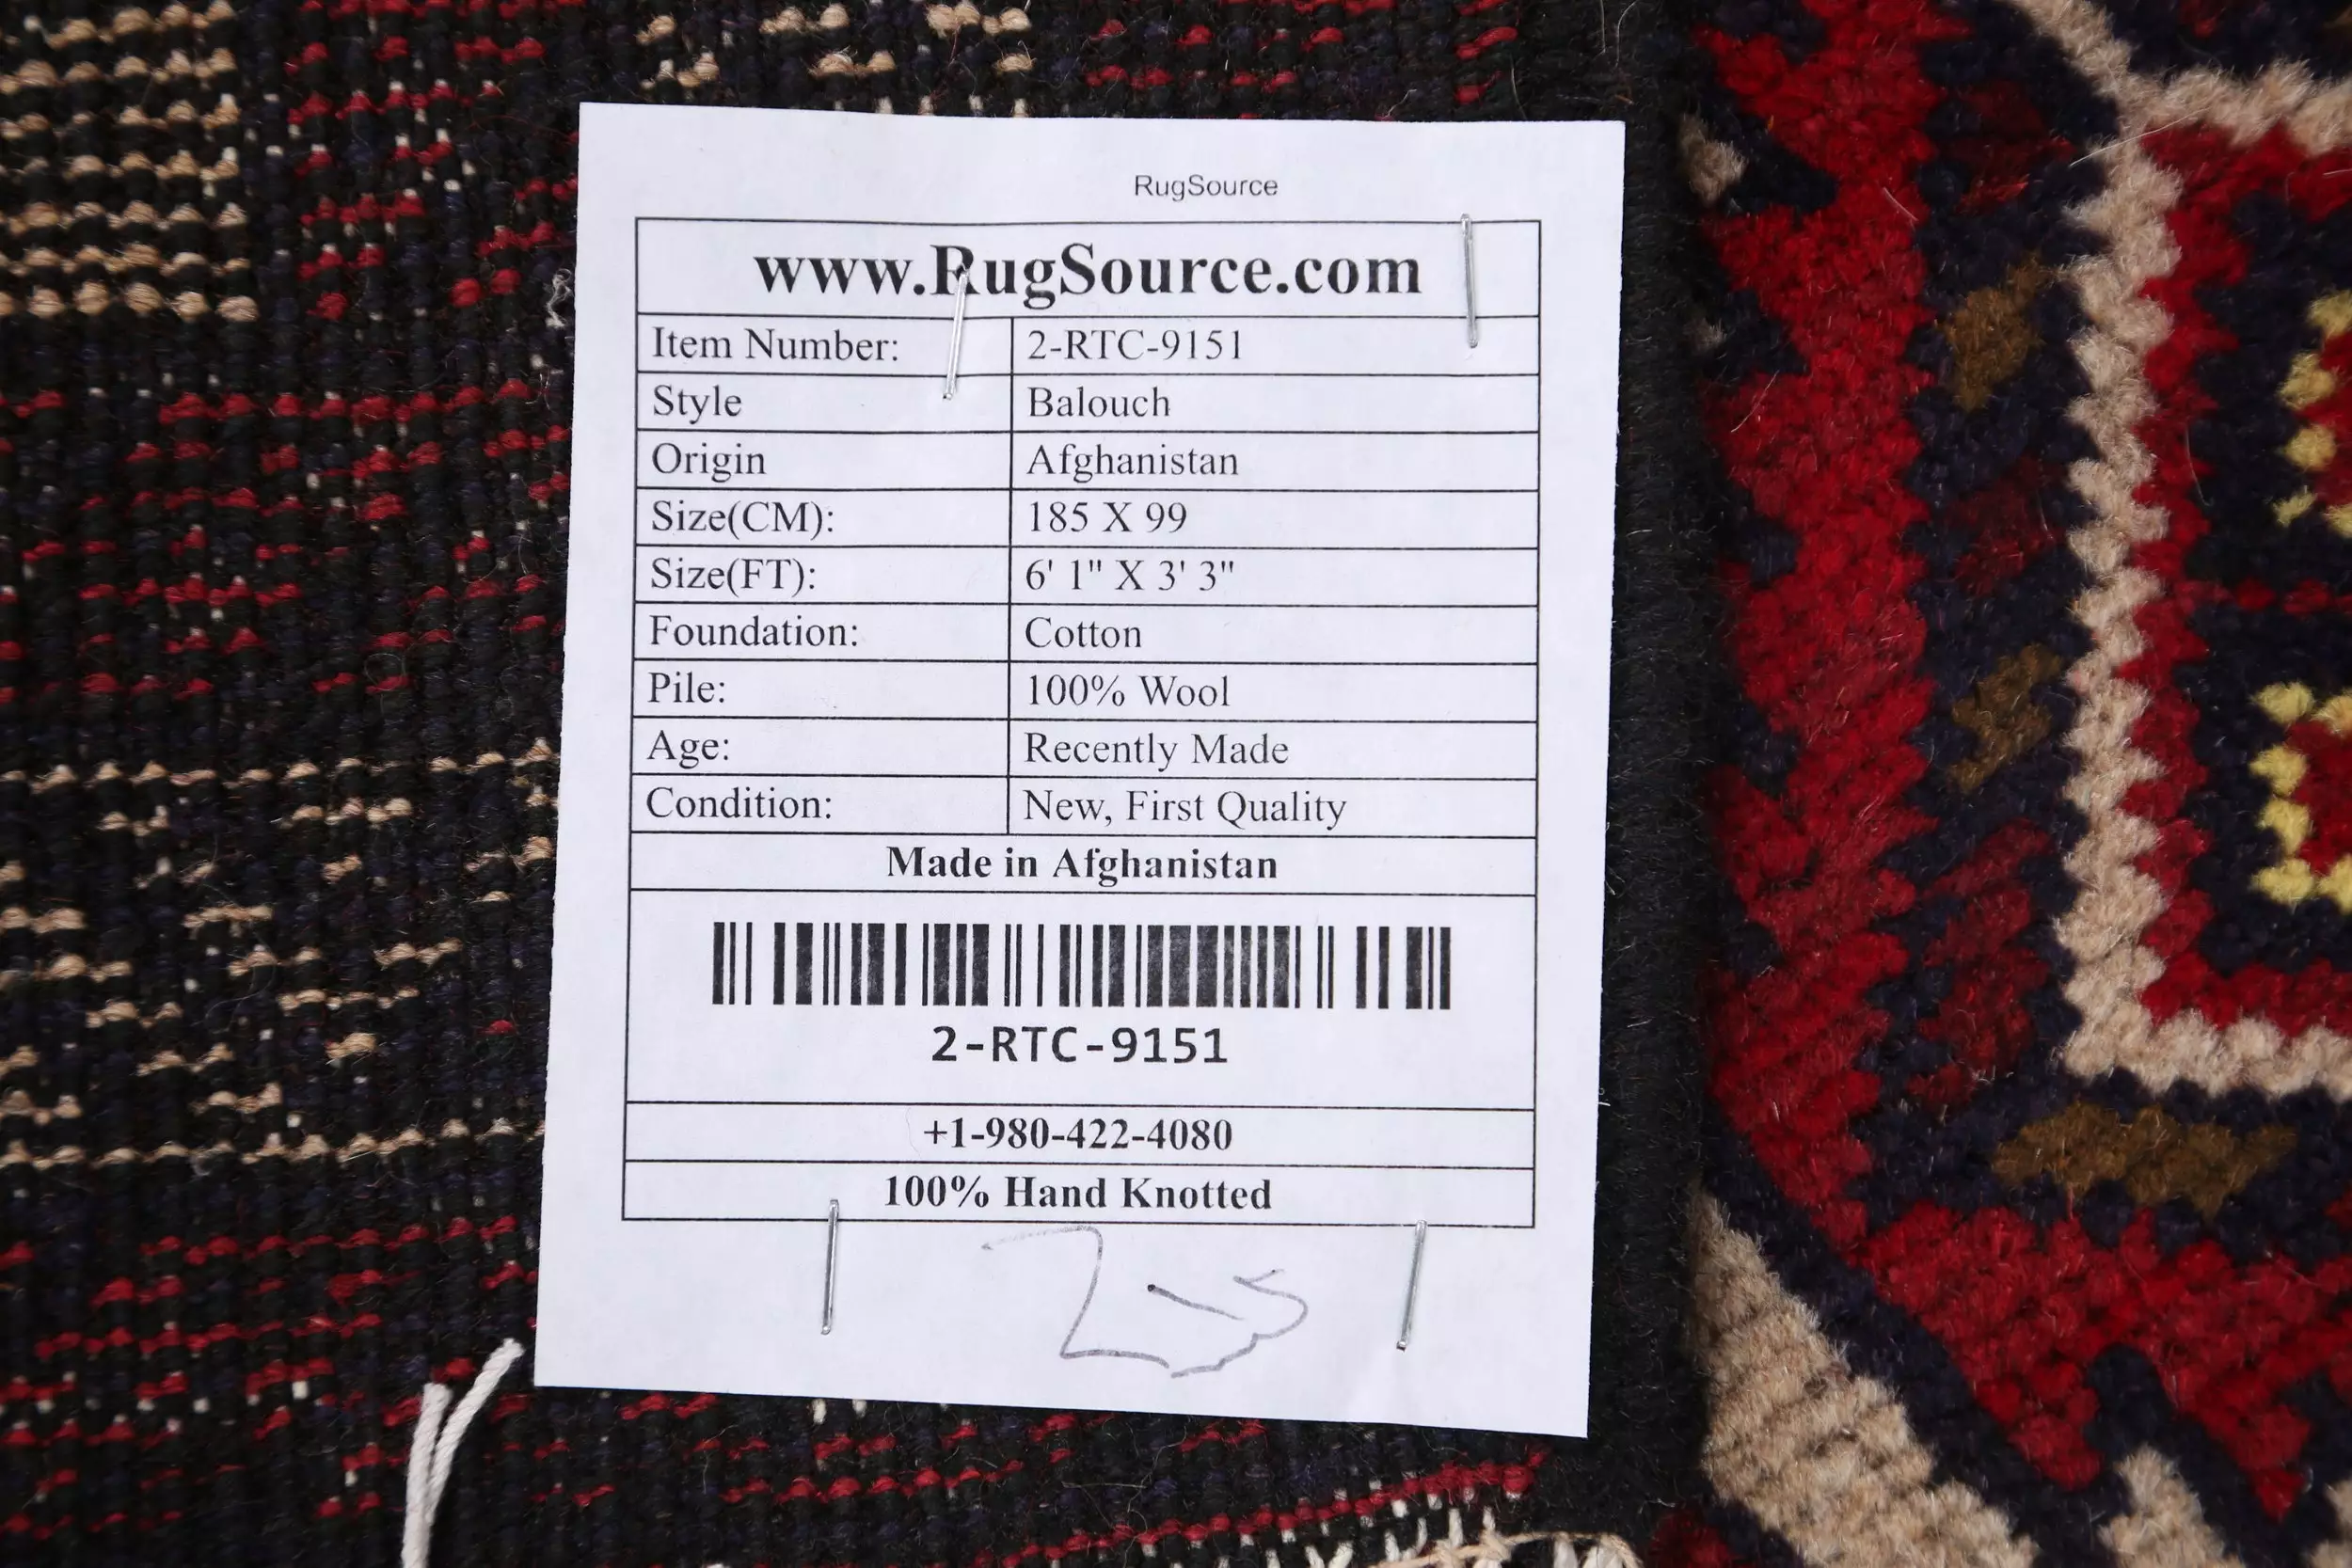 RugSource
www.RugSource.com
Item Number: 2-RTC-9151
Style Balouch
Origin Afghanistan
Size(CM): 185 X 99
Size(FT): 6' 1" X 3' 3"
Foundation: Cotton
Pile: 100% Wool
Age: Recently Made
Condition: New, First Quality
Made in Afghanistan
2-RTC-9151
+1-980-422-4080
100% Hand Knotted